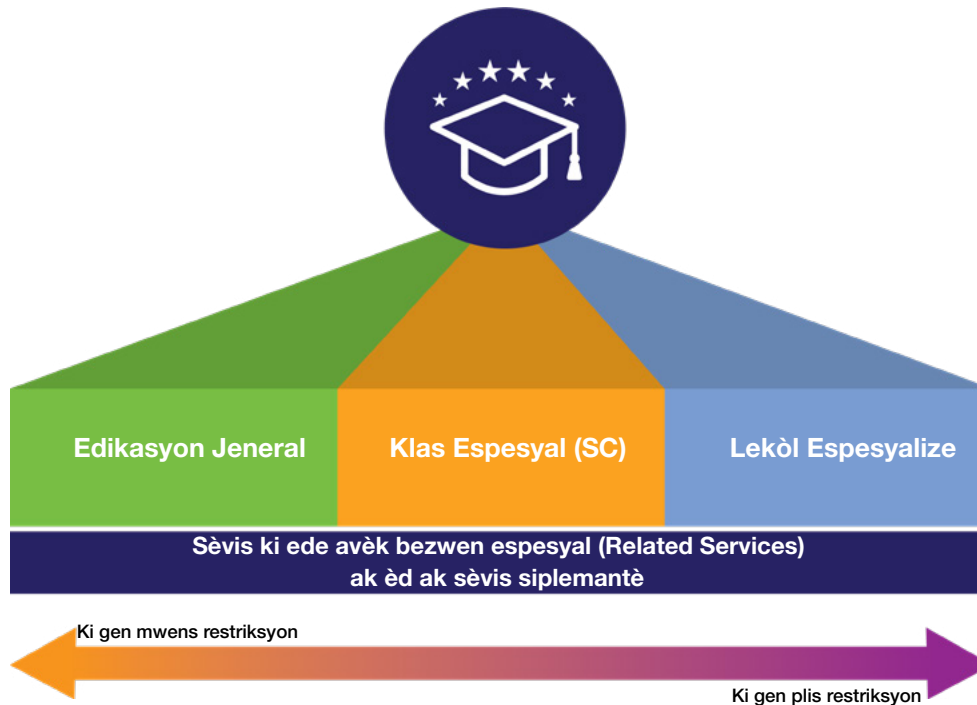 Edikasyon Jeneral
Klas Espesyal (SC)
Lekòl Espesyalize
Sèvis ki ede avèk bezwen espesyal (Related Services)
ak èd ak sèvis siplemantè
Ki gen mwens restriksyon
Ki gen plis restriksyon